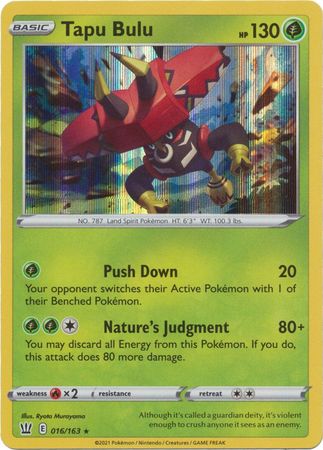 BASIC Tapu Bulu HP 130
NO. 787 Land Spirit Pokémon HT: 6'3" WT: 100.3 lbs.
Push Down 20
Your opponent switches their Active Pokémon with 1 of
their Benched Pokémon.
Nature's Judgment 80+
You may discard all Energy from this Pokémon. If you do,
this attack does 80 more damage.
weakness ×2 resistance retreat
Illus. Ryota Murayama
E 016/163 ★
Although it's called a guardian deity, it's violent
enough to crush anyone it sees as an enemy.
©2021 Pokémon / Nintendo / Creatures / GAME FREAK